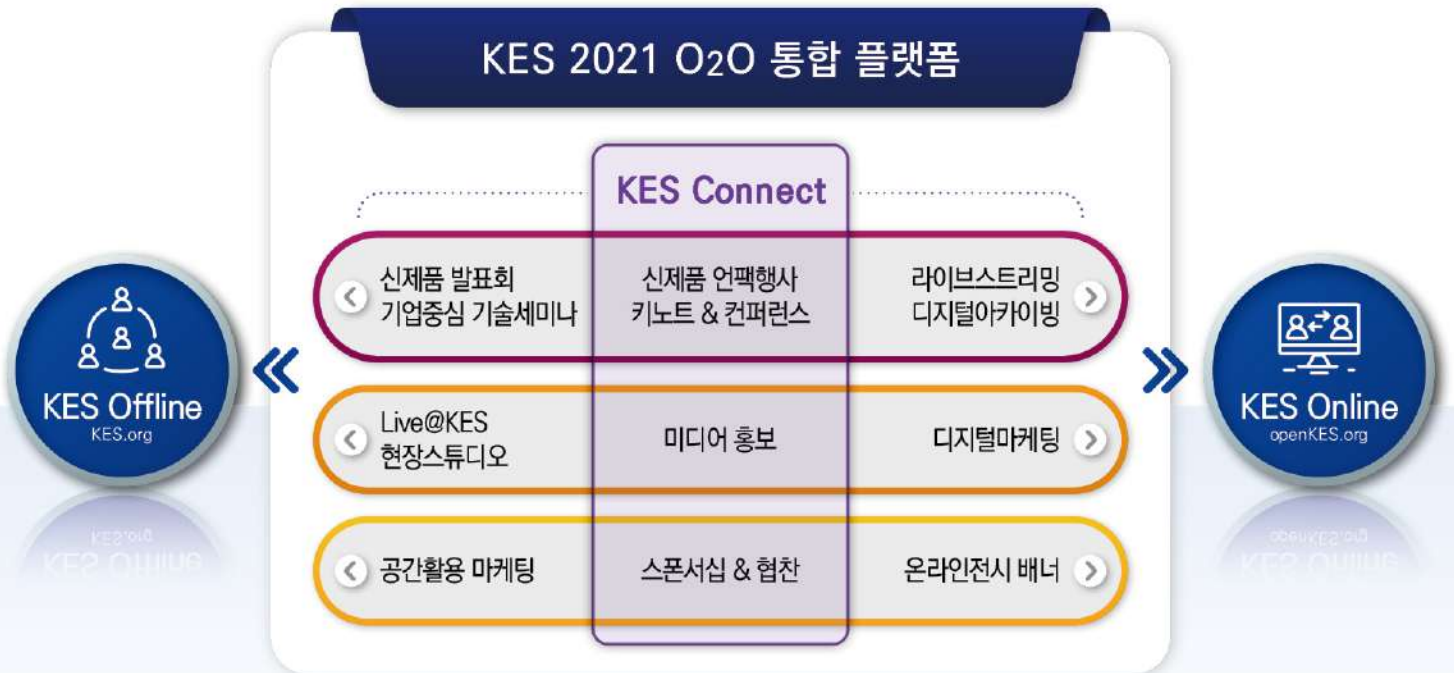 KES 2021 O2O 통합 플랫폼
KES Connect
신제품 발표회
기업중심 기술세미나
신제품 언팩행사
키노트 & 컨퍼런스
라이브스트리밍
디지털아카이빙
KES Offline
KES.org
Live@KES
현장스튜디오
미디어 홍보
디지털마케팅
KES Online
openKES.org
공간활용 마케팅
스폰서십 & 협찬
온라인전시 배너